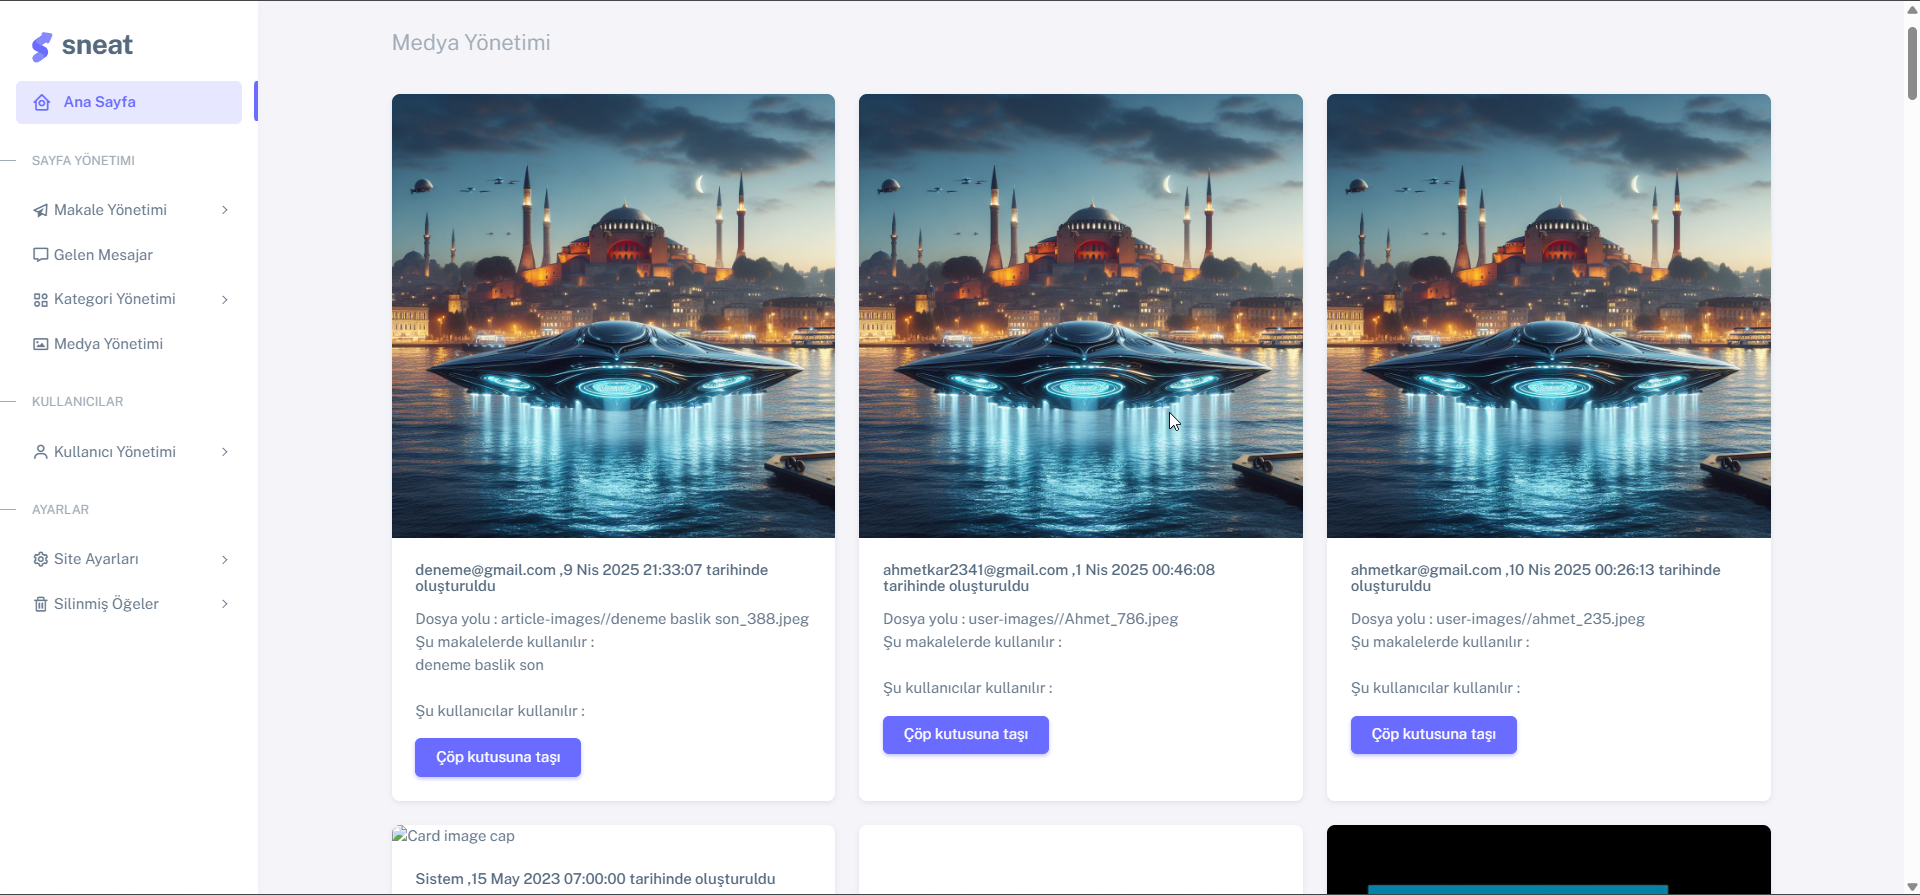 sneat
Ana Sayfa
SAYFA YÖNETIMI
Makale Yönetimi
Gelen Mesajar
Kategori Yönetimi
Medya Yönetimi
KULLANICILAR
Kullanıcı Yönetimi
AYARLAR
Site Ayarları
Silinmiş Öğeler
Medya Yönetimi
deneme@gmail.com ,9 Nis 2025 21:33:07 tarihinde
oluşturuldu
Dosya yolu : article-images//deneme baslik son_388.jpeg
Şu makalelerde kullanılır :
deneme baslik son
Şu kullanıcılar kullanılır :
Çöp kutusuna taşı
ahmetkar2341@gmail.com ,1 Nis 2025 00:46:08
tarihinde oluşturuldu
Dosya yolu : user-images//Ahmet_786.jpeg
Şu makalelerde kullanılır :
Şu kullanıcılar kullanılır :
Çöp kutusuna taşı
ahmetkar@gmail.com ,10 Nis 2025 00:26:13 tarihinde
oluşturuldu
Dosya yolu : user-images//ahmet_235.jpeg
Şu makalelerde kullanılır :
Şu kullanıcılar kullanılır :
Çöp kutusuna taşı
Card image cap
Sistem ,15 May 2023 07:00:00 tarihinde oluşturuldu